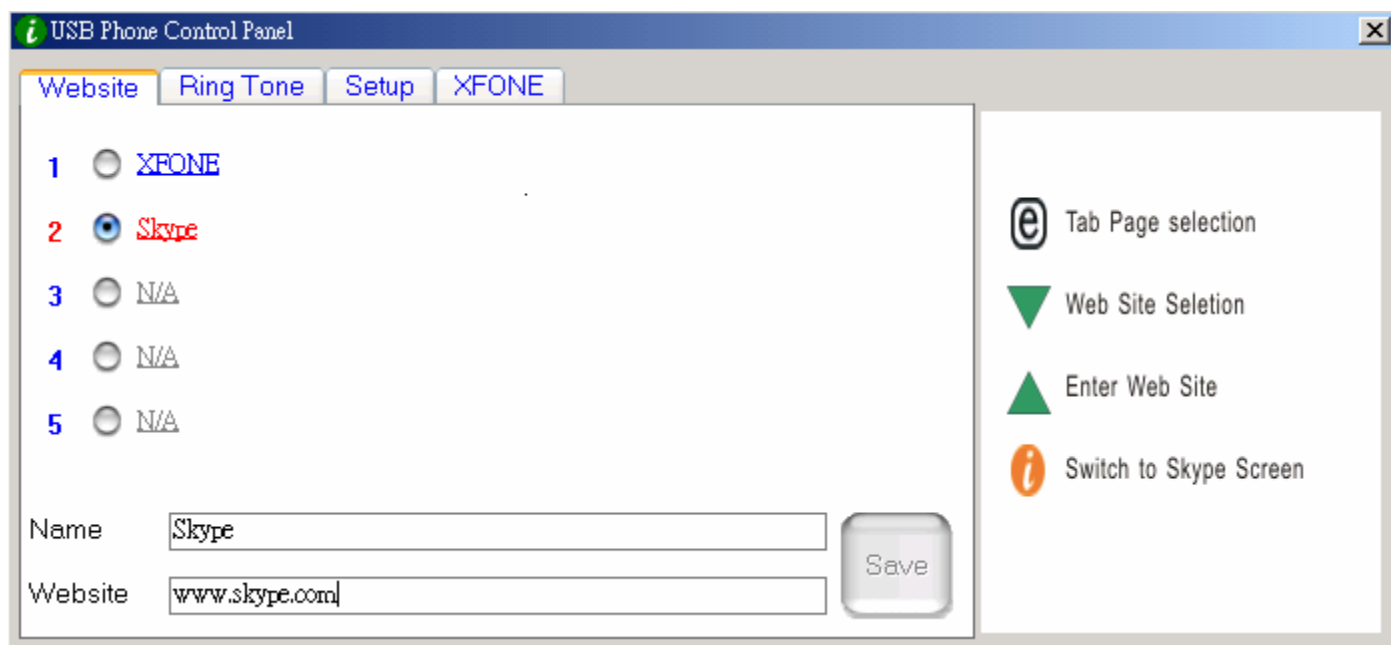 USB Phone Control Panel
Website Ring Tone Setup XFONE
1 XFONE
2 Skype
3 N/A
4 N/A
5 N/A
Name Skype
Website www.skype.com
Save
e Tab Page selection
Web Site Seletion
Enter Web Site
i Switch to Skype Screen